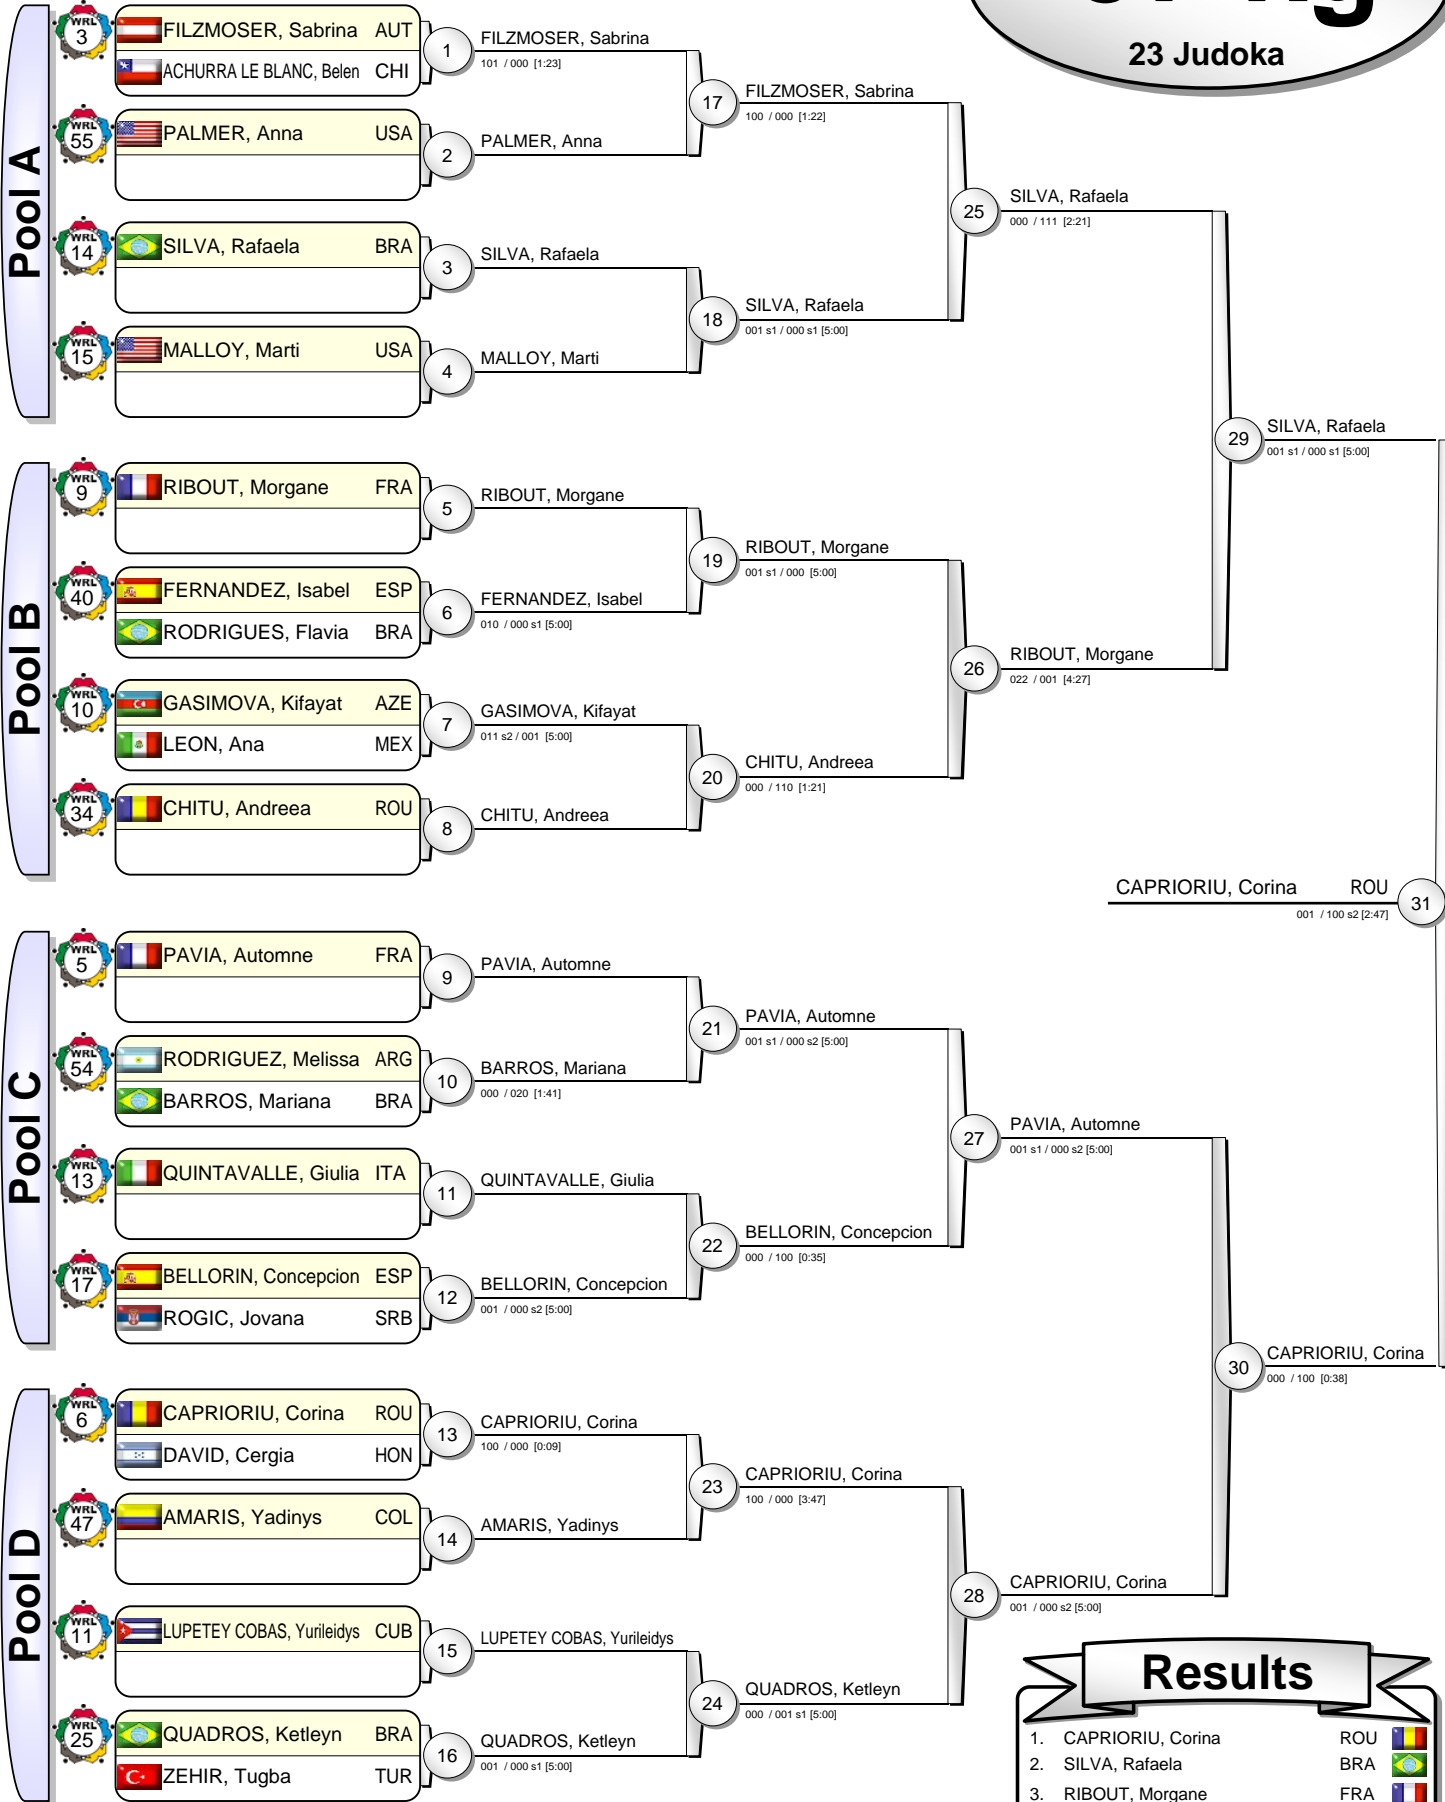 23 Judoka
Pool A
WRL 3
FILZMOSER, Sabrina AUT
ACHURRA LE BLANC, Belen CHI
1
FILZMOSER, Sabrina
101 / 000 [1:23]
WRL 55
PALMER, Anna USA
2
PALMER, Anna
17
FILZMOSER, Sabrina
100 / 000 [1:22]
WRL 14
SILVA, Rafaela BRA
3
SILVA, Rafaela
WRL 15
MALLOY, Marti USA
4
MALLOY, Marti
18
SILVA, Rafaela
001 s1 / 000 s1 [5:00]
25
SILVA, Rafaela
000 / 111 [2:21]
Pool B
WRL 9
RIBOUT, Morgane FRA
5
RIBOUT, Morgane
WRL 40
FERNANDEZ, Isabel ESP
RODRIGUES, Flavia BRA
6
FERNANDEZ, Isabel
010 / 000 s1 [5:00]
19
RIBOUT, Morgane
001 s1 / 000 [5:00]
WRL 10
GASIMOVA, Kifayat AZE
LEON, Ana MEX
7
GASIMOVA, Kifayat
011 s2 / 001 [5:00]
WRL 34
CHITU, Andreea ROU
8
CHITU, Andreea
20
CHITU, Andreea
000 / 110 [1:21]
26
RIBOUT, Morgane
022 / 001 [4:27]
29
SILVA, Rafaela
001 s1 / 000 s1 [5:00]
CAPRIORIU, Corina ROU
001 / 100 s2 [2:47]
31
Pool C
WRL 5
PAVIA, Automne FRA
9
PAVIA, Automne
WRL 54
RODRIGUEZ, Melissa ARG
BARROS, Mariana BRA
10
BARROS, Mariana
000 / 020 [1:41]
21
PAVIA, Automne
001 s1 / 000 s2 [5:00]
WRL 13
QUINTAVALLE, Giulia ITA
11
QUINTAVALLE, Giulia
WRL 17
BELLORIN, Concepcion ESP
ROGIC, Jovana SRB
12
BELLORIN, Concepcion
001 / 000 s2 [5:00]
22
BELLORIN, Concepcion
000 / 100 [0:35]
27
PAVIA, Automne
001 s1 / 000 s2 [5:00]
Pool D
WRL 6
CAPRIORIU, Corina ROU
DAVID, Cergia HON
13
CAPRIORIU, Corina
100 / 000 [0:09]
WRL 47
AMARIS, Yadinys COL
14
AMARIS, Yadinys
23
CAPRIORIU, Corina
100 / 000 [3:47]
WRL 11
LUPETEY COBAS, Yurileidys CUB
15
LUPETEY COBAS, Yurileidys
WRL 25
QUADROS, Ketleyn BRA
ZEHIR, Tugba TUR
16
QUADROS, Ketleyn
001 / 000 s1 [5:00]
24
QUADROS, Ketleyn
000 / 001 s1 [5:00]
28
CAPRIORIU, Corina
001 / 000 s2 [5:00]
30
CAPRIORIU, Corina
000 / 100 [0:38]
Results
1. CAPRIORIU, Corina ROU
2. SILVA, Rafaela BRA
3. RIBOUT, Morgane FRA